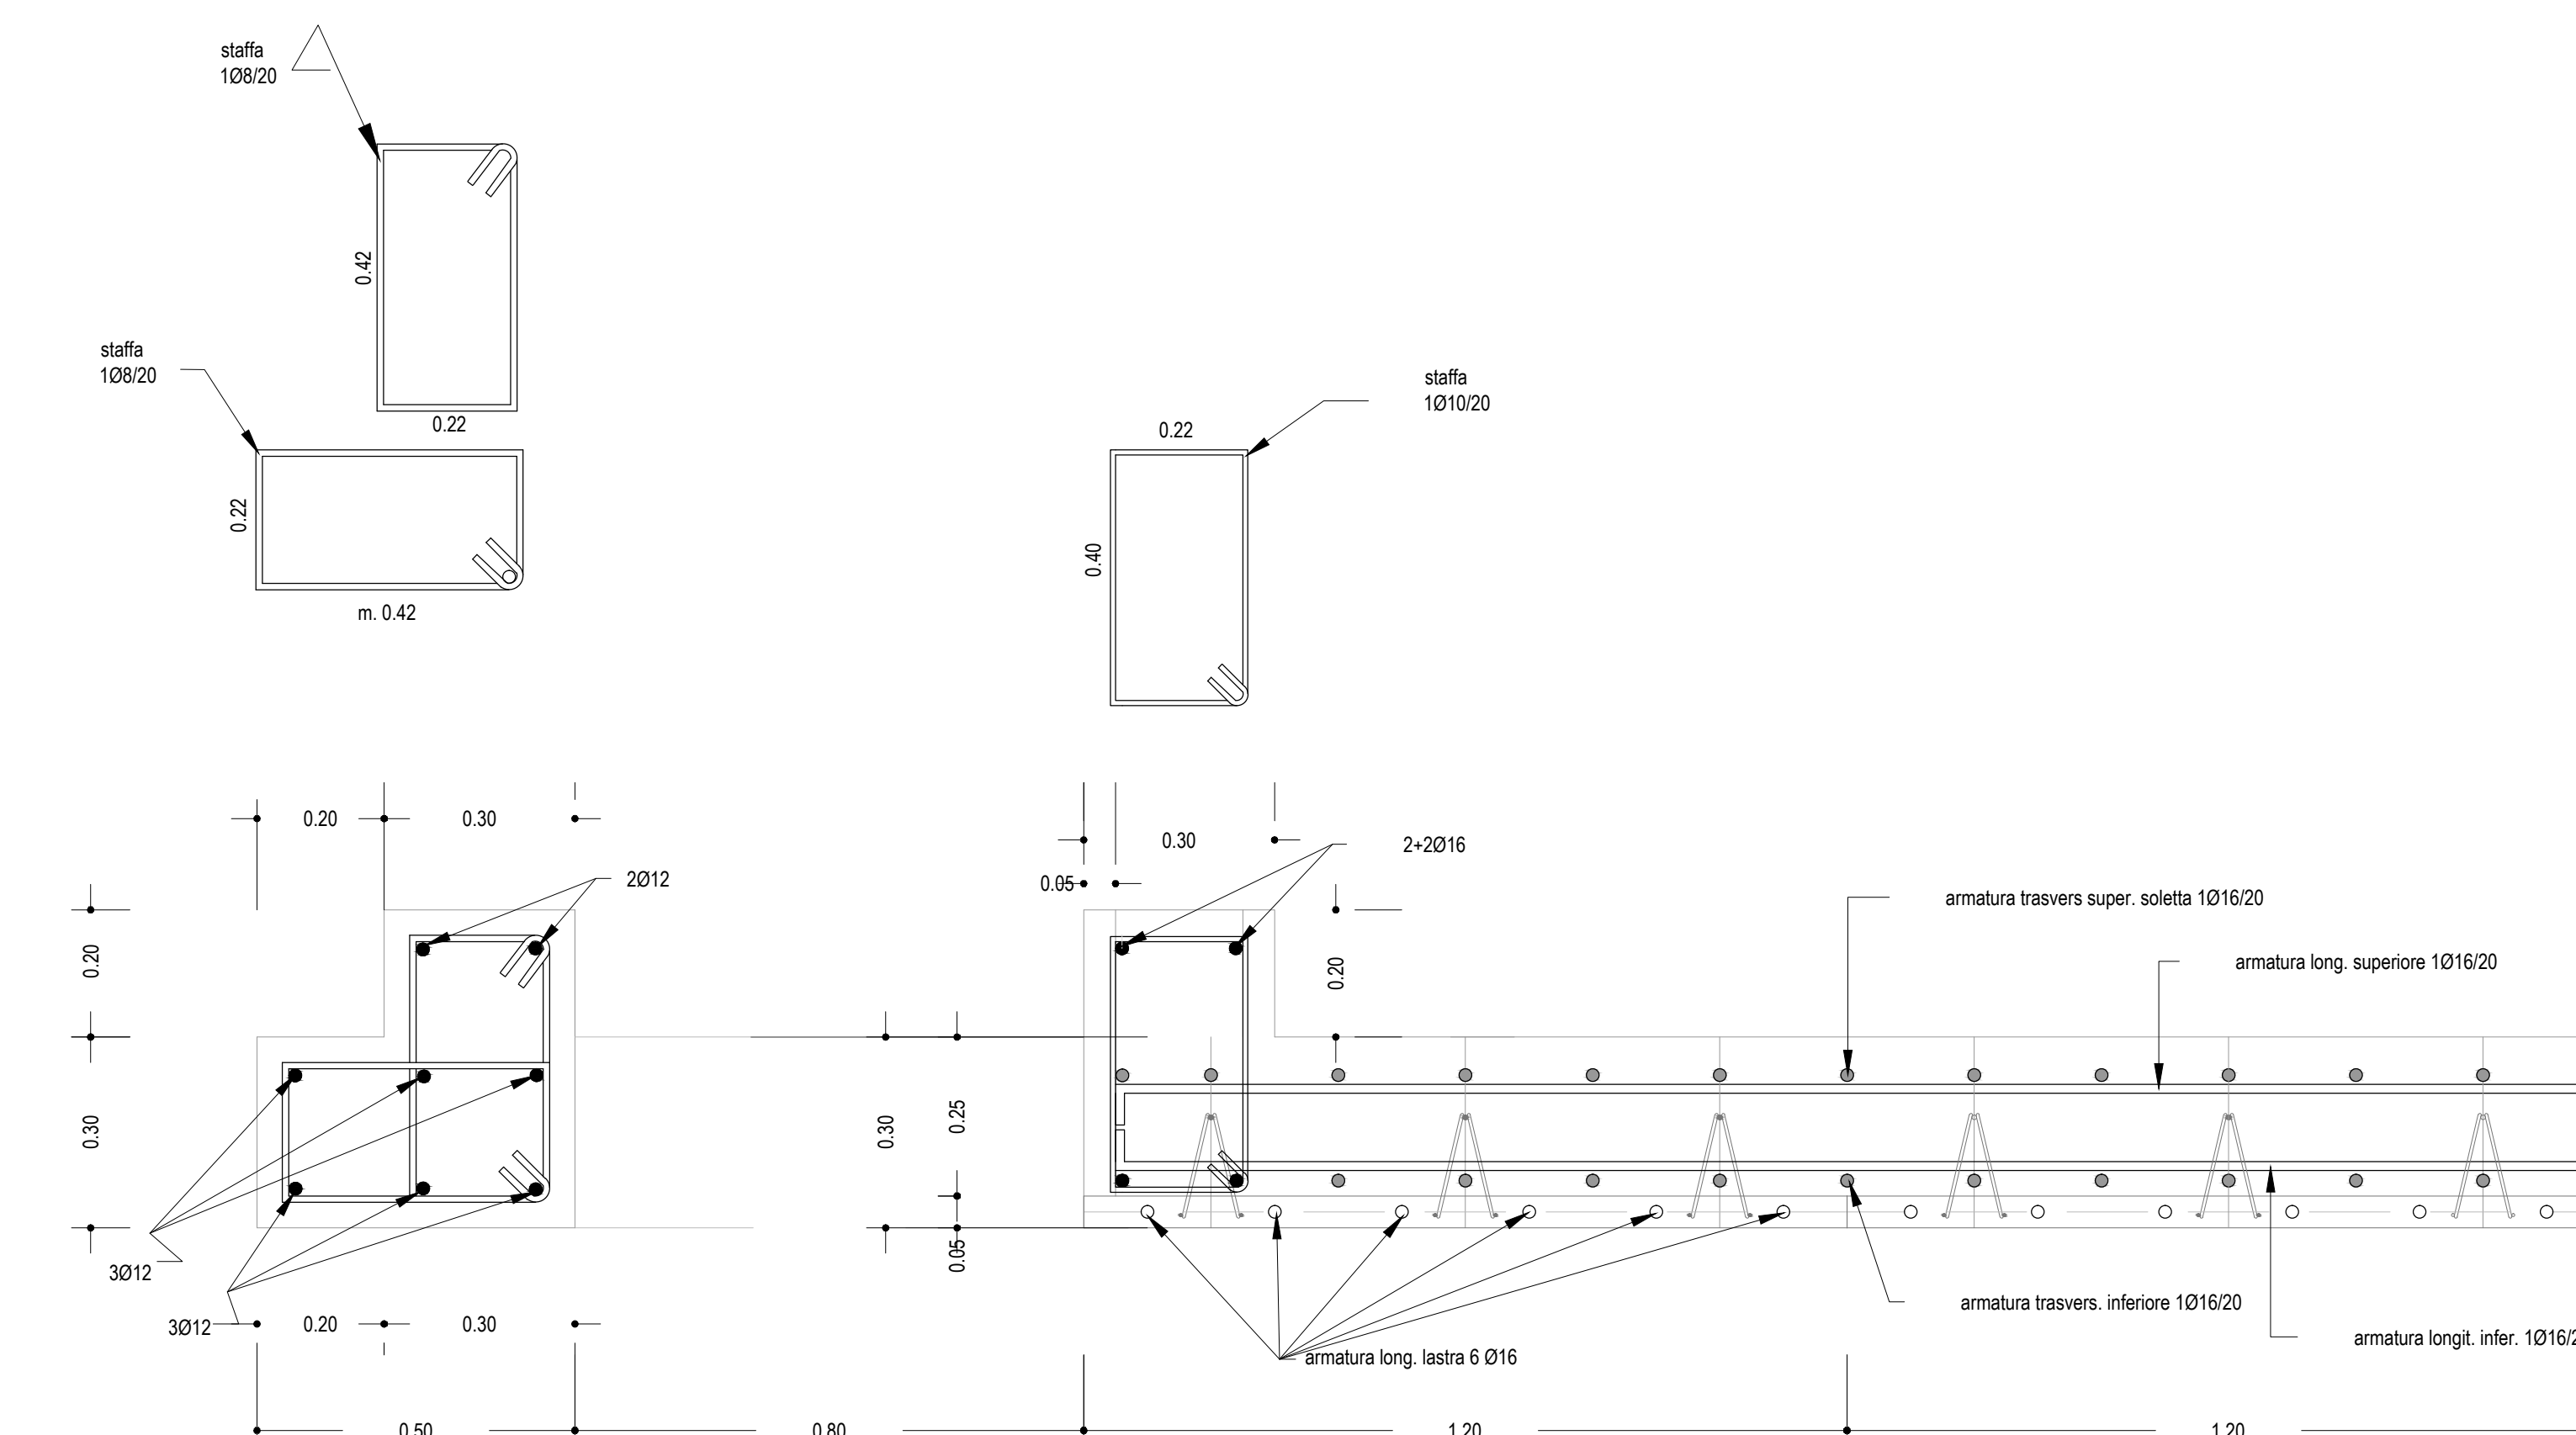 staffa
1Ø8/20
0.42
0.22
staffa
1Ø8/20
0.22
m. 0.42
staffa
1Ø10/20
0.22
0.40
0.20
0.30
0.30
0.05
2+2Ø16
2Ø12
0.20
0.20
armatura trasvers super. soletta 1Ø16/20
armatura long. superiore 1Ø16/20
0.30
0.30
0.25
0.05
3Ø12
3Ø12
0.20
0.30
armatura trasvers. inferiore 1Ø16/20
armatura longit. infer. 1Ø16/2
armatura long. lastra 6 Ø16
0.50
0.80
1.20
1.20